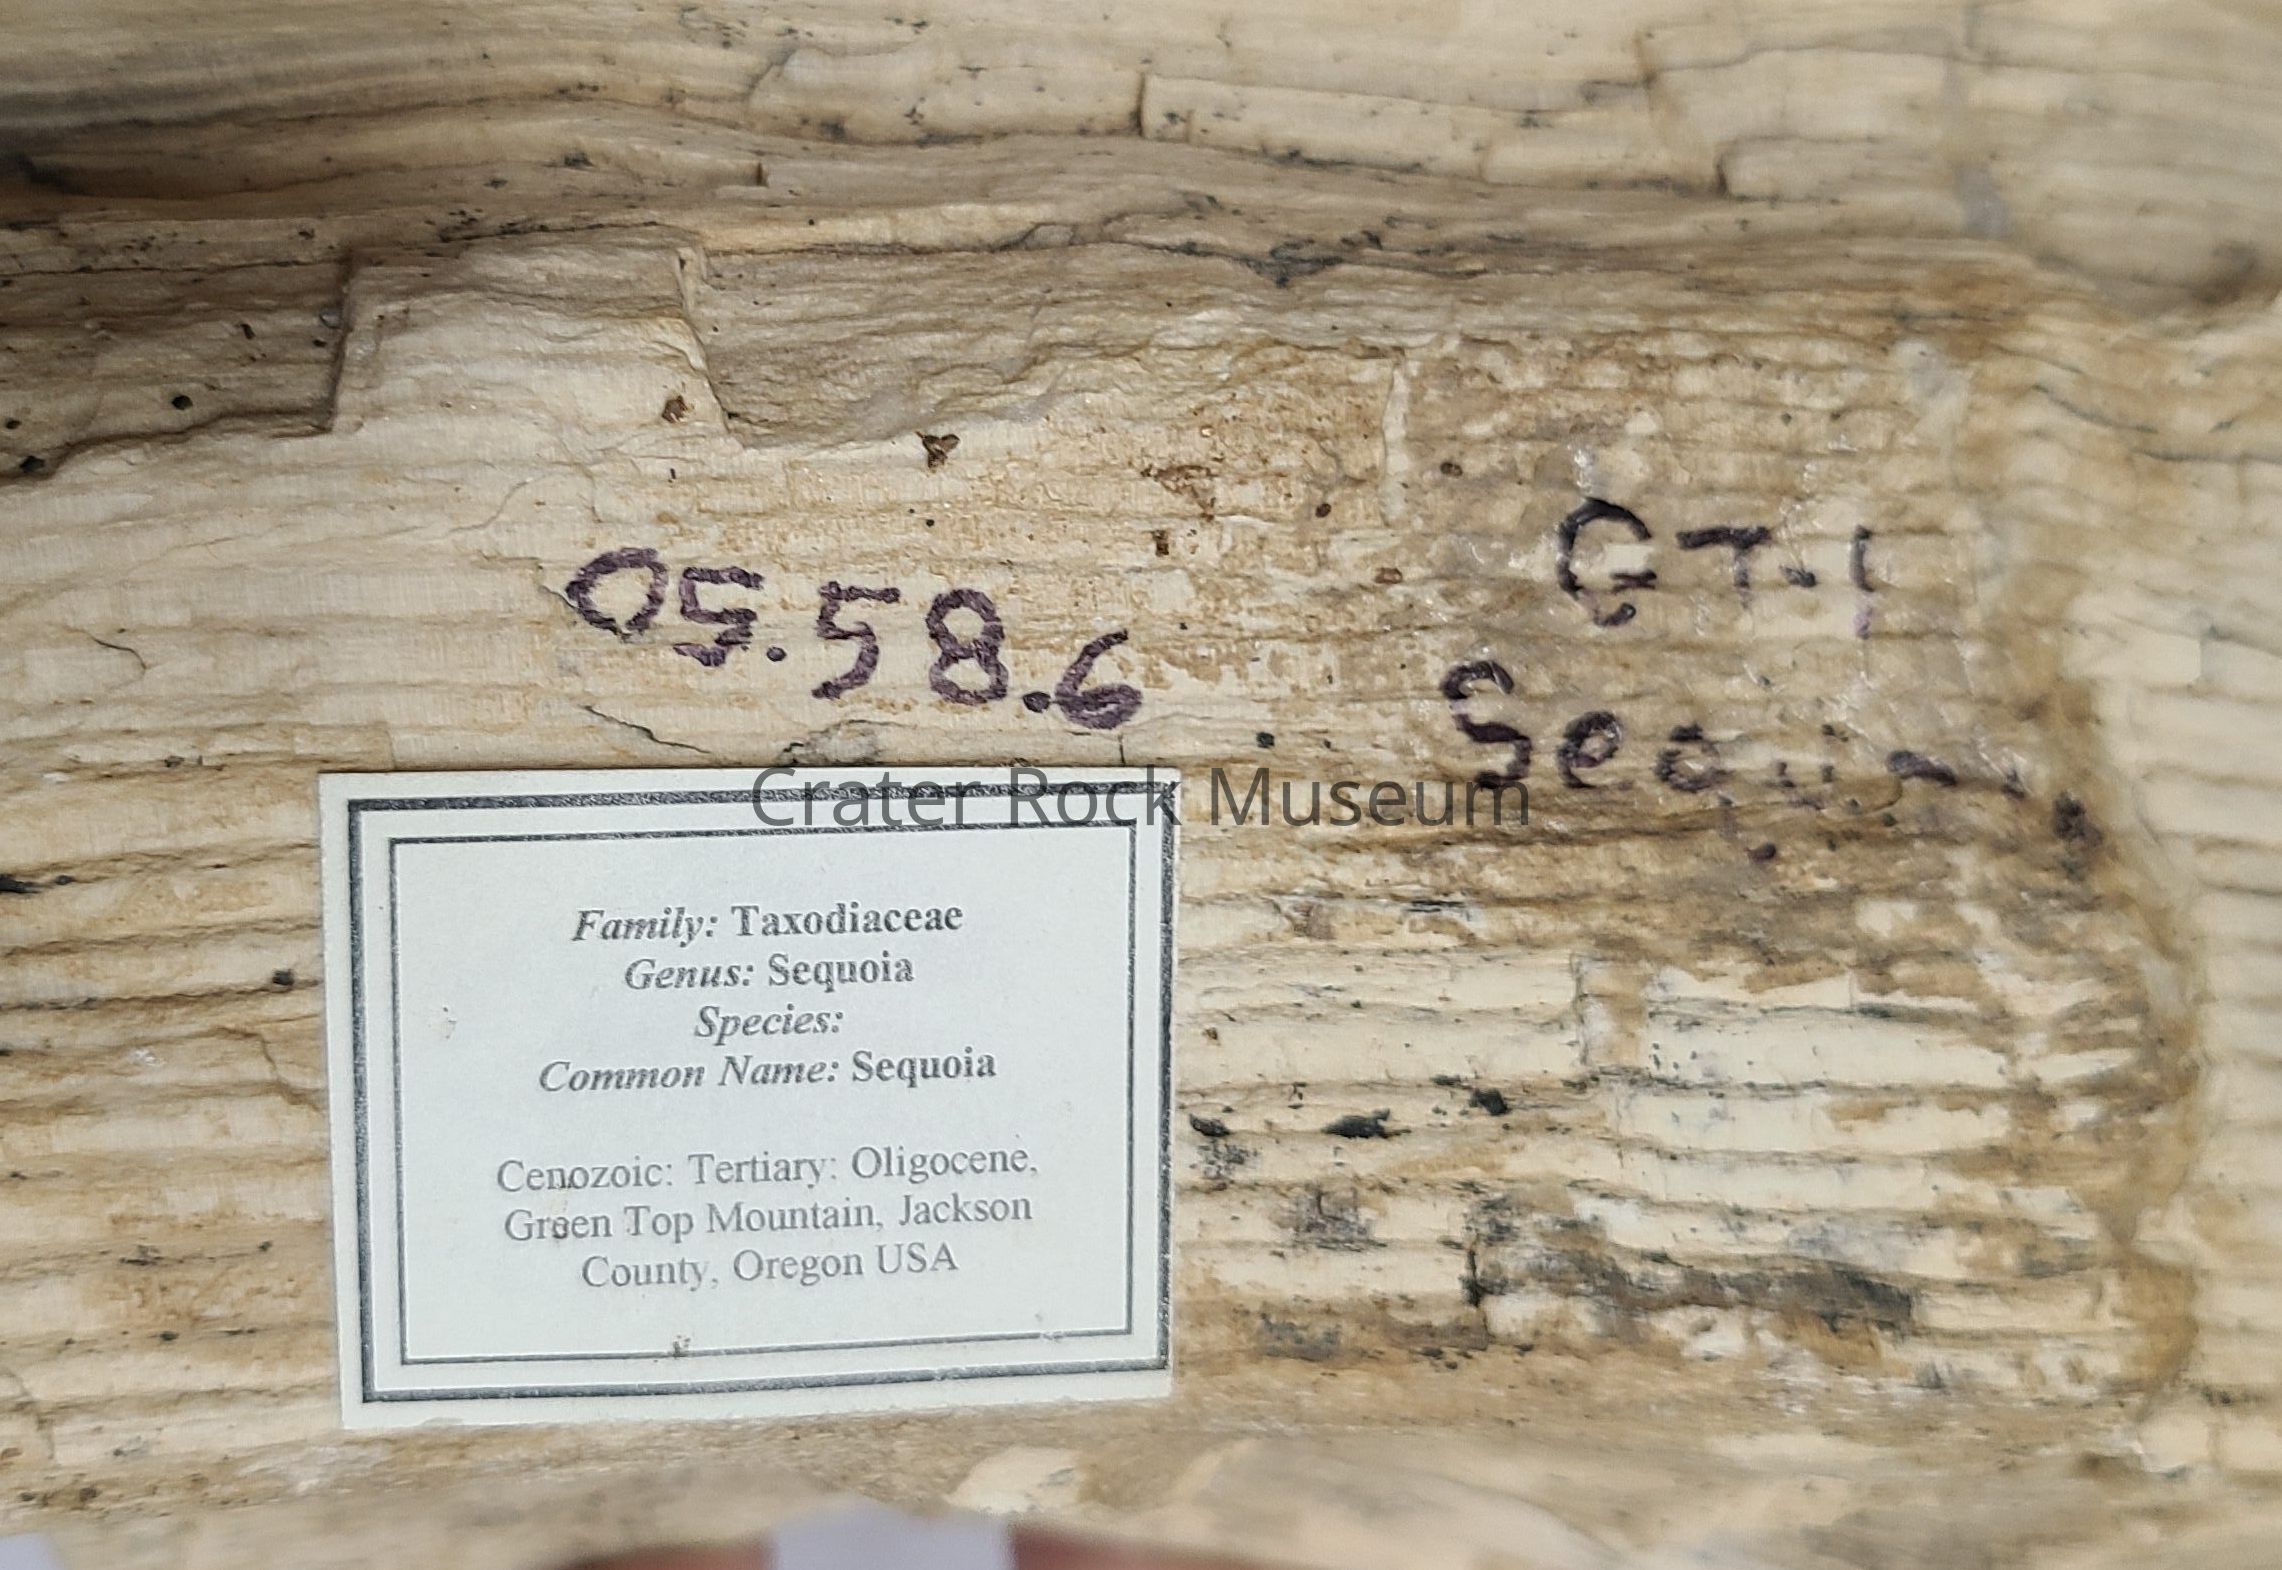 05.58.6
GT-1
Crater Rock Museum
Family: Taxodiaceae
Genus: Sequoia
Species:
Common Name: Sequoia
Cenozoic: Tertiary: Oligocene,
Green Top Mountain, Jackson
County, Oregon USA